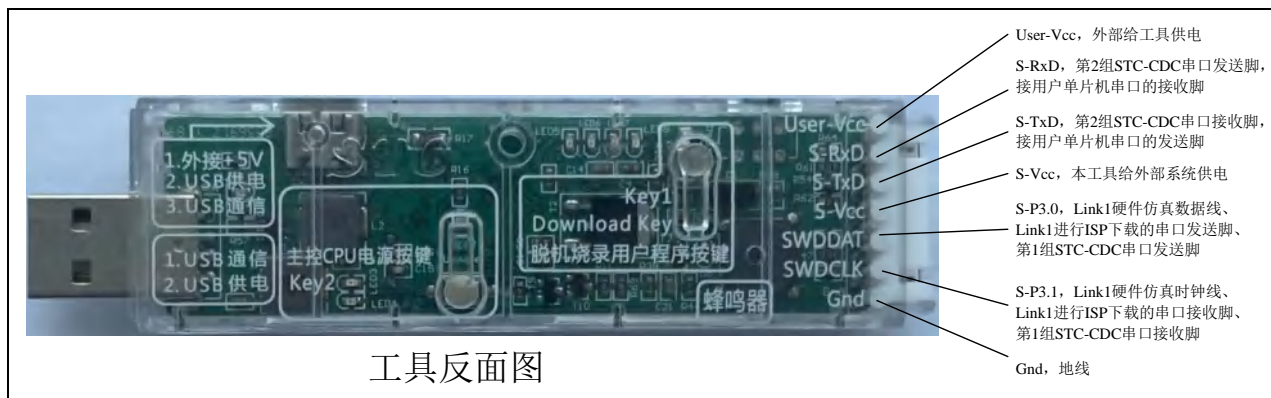 1.外接+5V
2.USB供电
3.USB通信
1.USB通信
2.USB供电
主控CPU电源按键
Key2
Key1
Download Key
脱机烧录用户程序按键
蜂鸣器
User-Vcc
S-RxD
S-TxD
S-Vcc
SWDDAT
SWDCLK
Gnd
R17
R16
User-Vcc，外部给工具供电
S-RxD，第2组STC-CDC串口发送脚，
接用户单片机串口的接收脚
S-TxD，第2组STC-CDC串口接收脚，
接用户单片机串口的发送脚
S-Vcc，本工具给外部系统供电
S-P3.0，Link1硬件仿真数据线、
Link1进行ISP下载的串口发送脚、
第1组STC-CDC串口发送脚
S-P3.1，Link1硬件仿真时钟线、
Link1进行ISP下载的串口接收脚、
第1组STC-CDC串口接收脚
Gnd，地线
工具反面图